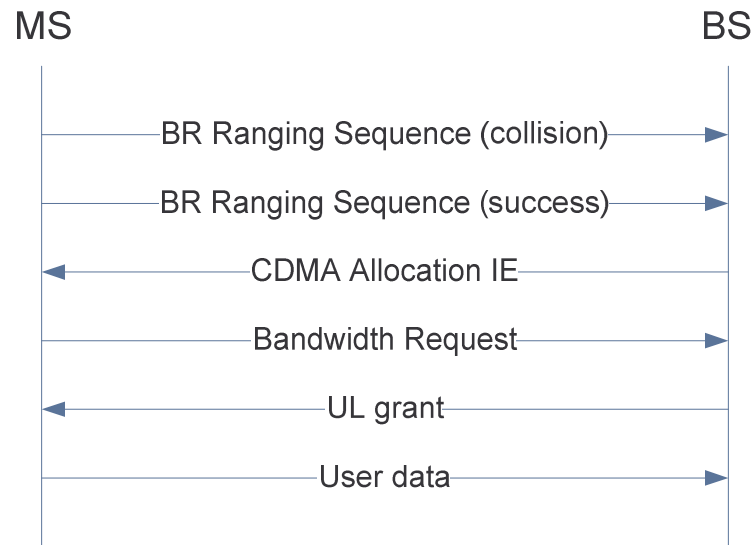 MS BS
BR Ranging Sequence (collision)
BR Ranging Sequence (success)
CDMA Allocation IE
Bandwidth Request
UL grant
User data